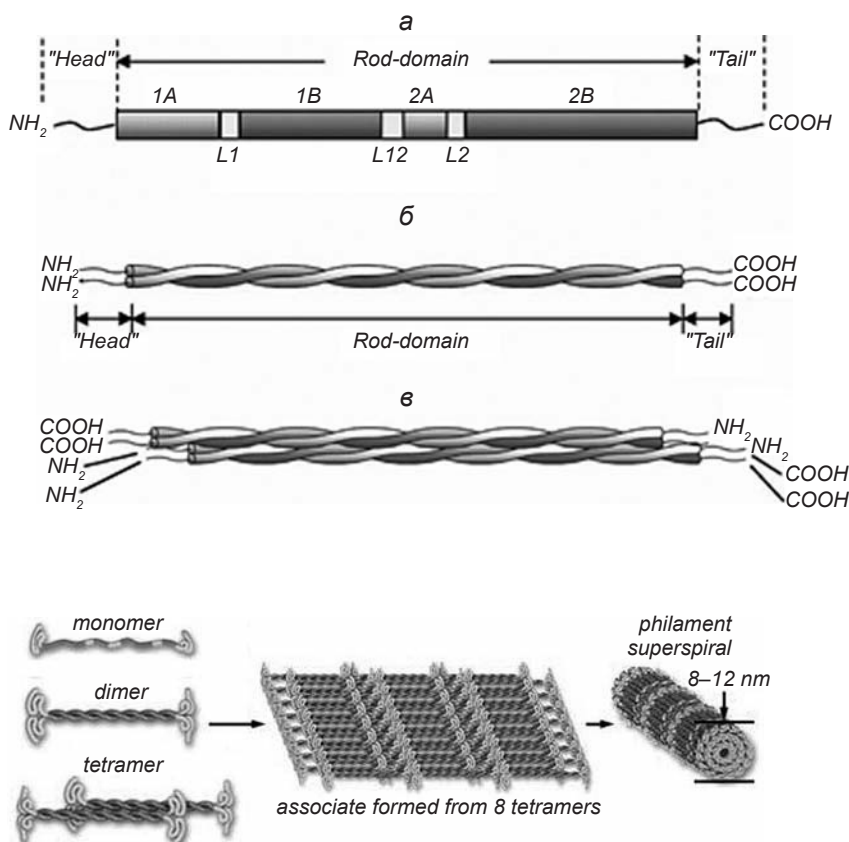 а
"Head" Rod-domain "Tail"
1A 1B 2A 2B
NH2 COOH
L1 L12 L2
б
NH2 COOH
NH2 COOH
"Head" Rod-domain "Tail"
в
COOH NH2
COOH NH2
NH2 COOH
NH2 COOH
monomer
dimer
tetramer
associate formed from 8 tetramers
philament
superspiral
8–12 nm